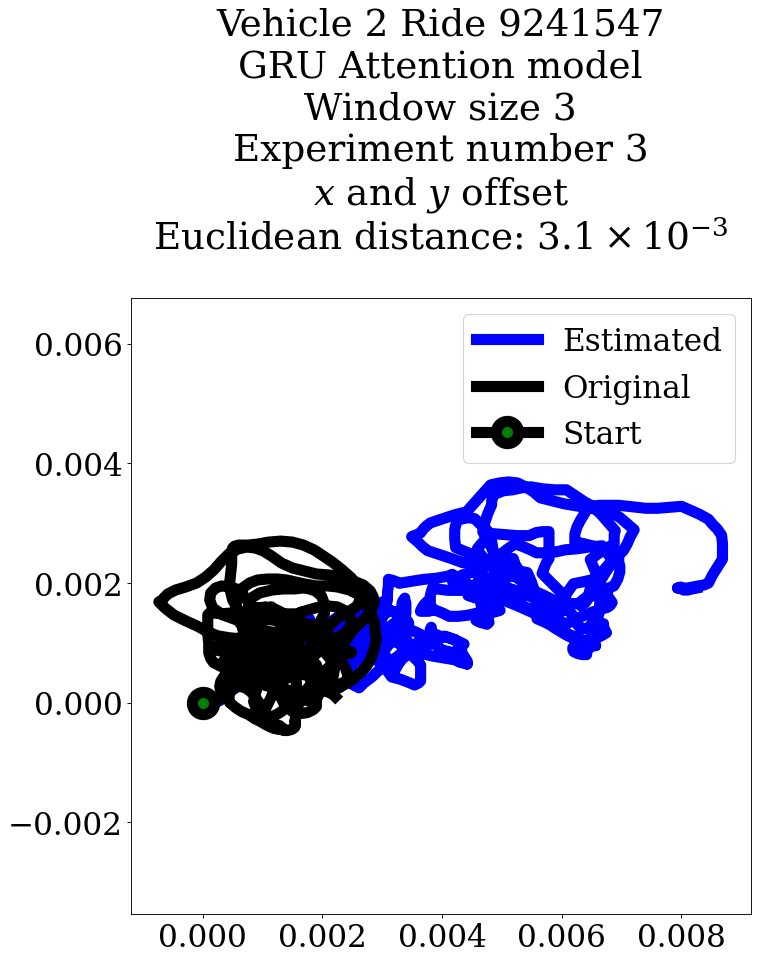 Vehicle 2 Ride 9241547
GRU Attention model
Window size 3
Experiment number 3
x and y offset
Euclidean distance: 3.1 × 10⁻³
Estimated
Original
Start
0.006
0.004
0.002
0.000
−0.002
0.000 0.002 0.004 0.006 0.008